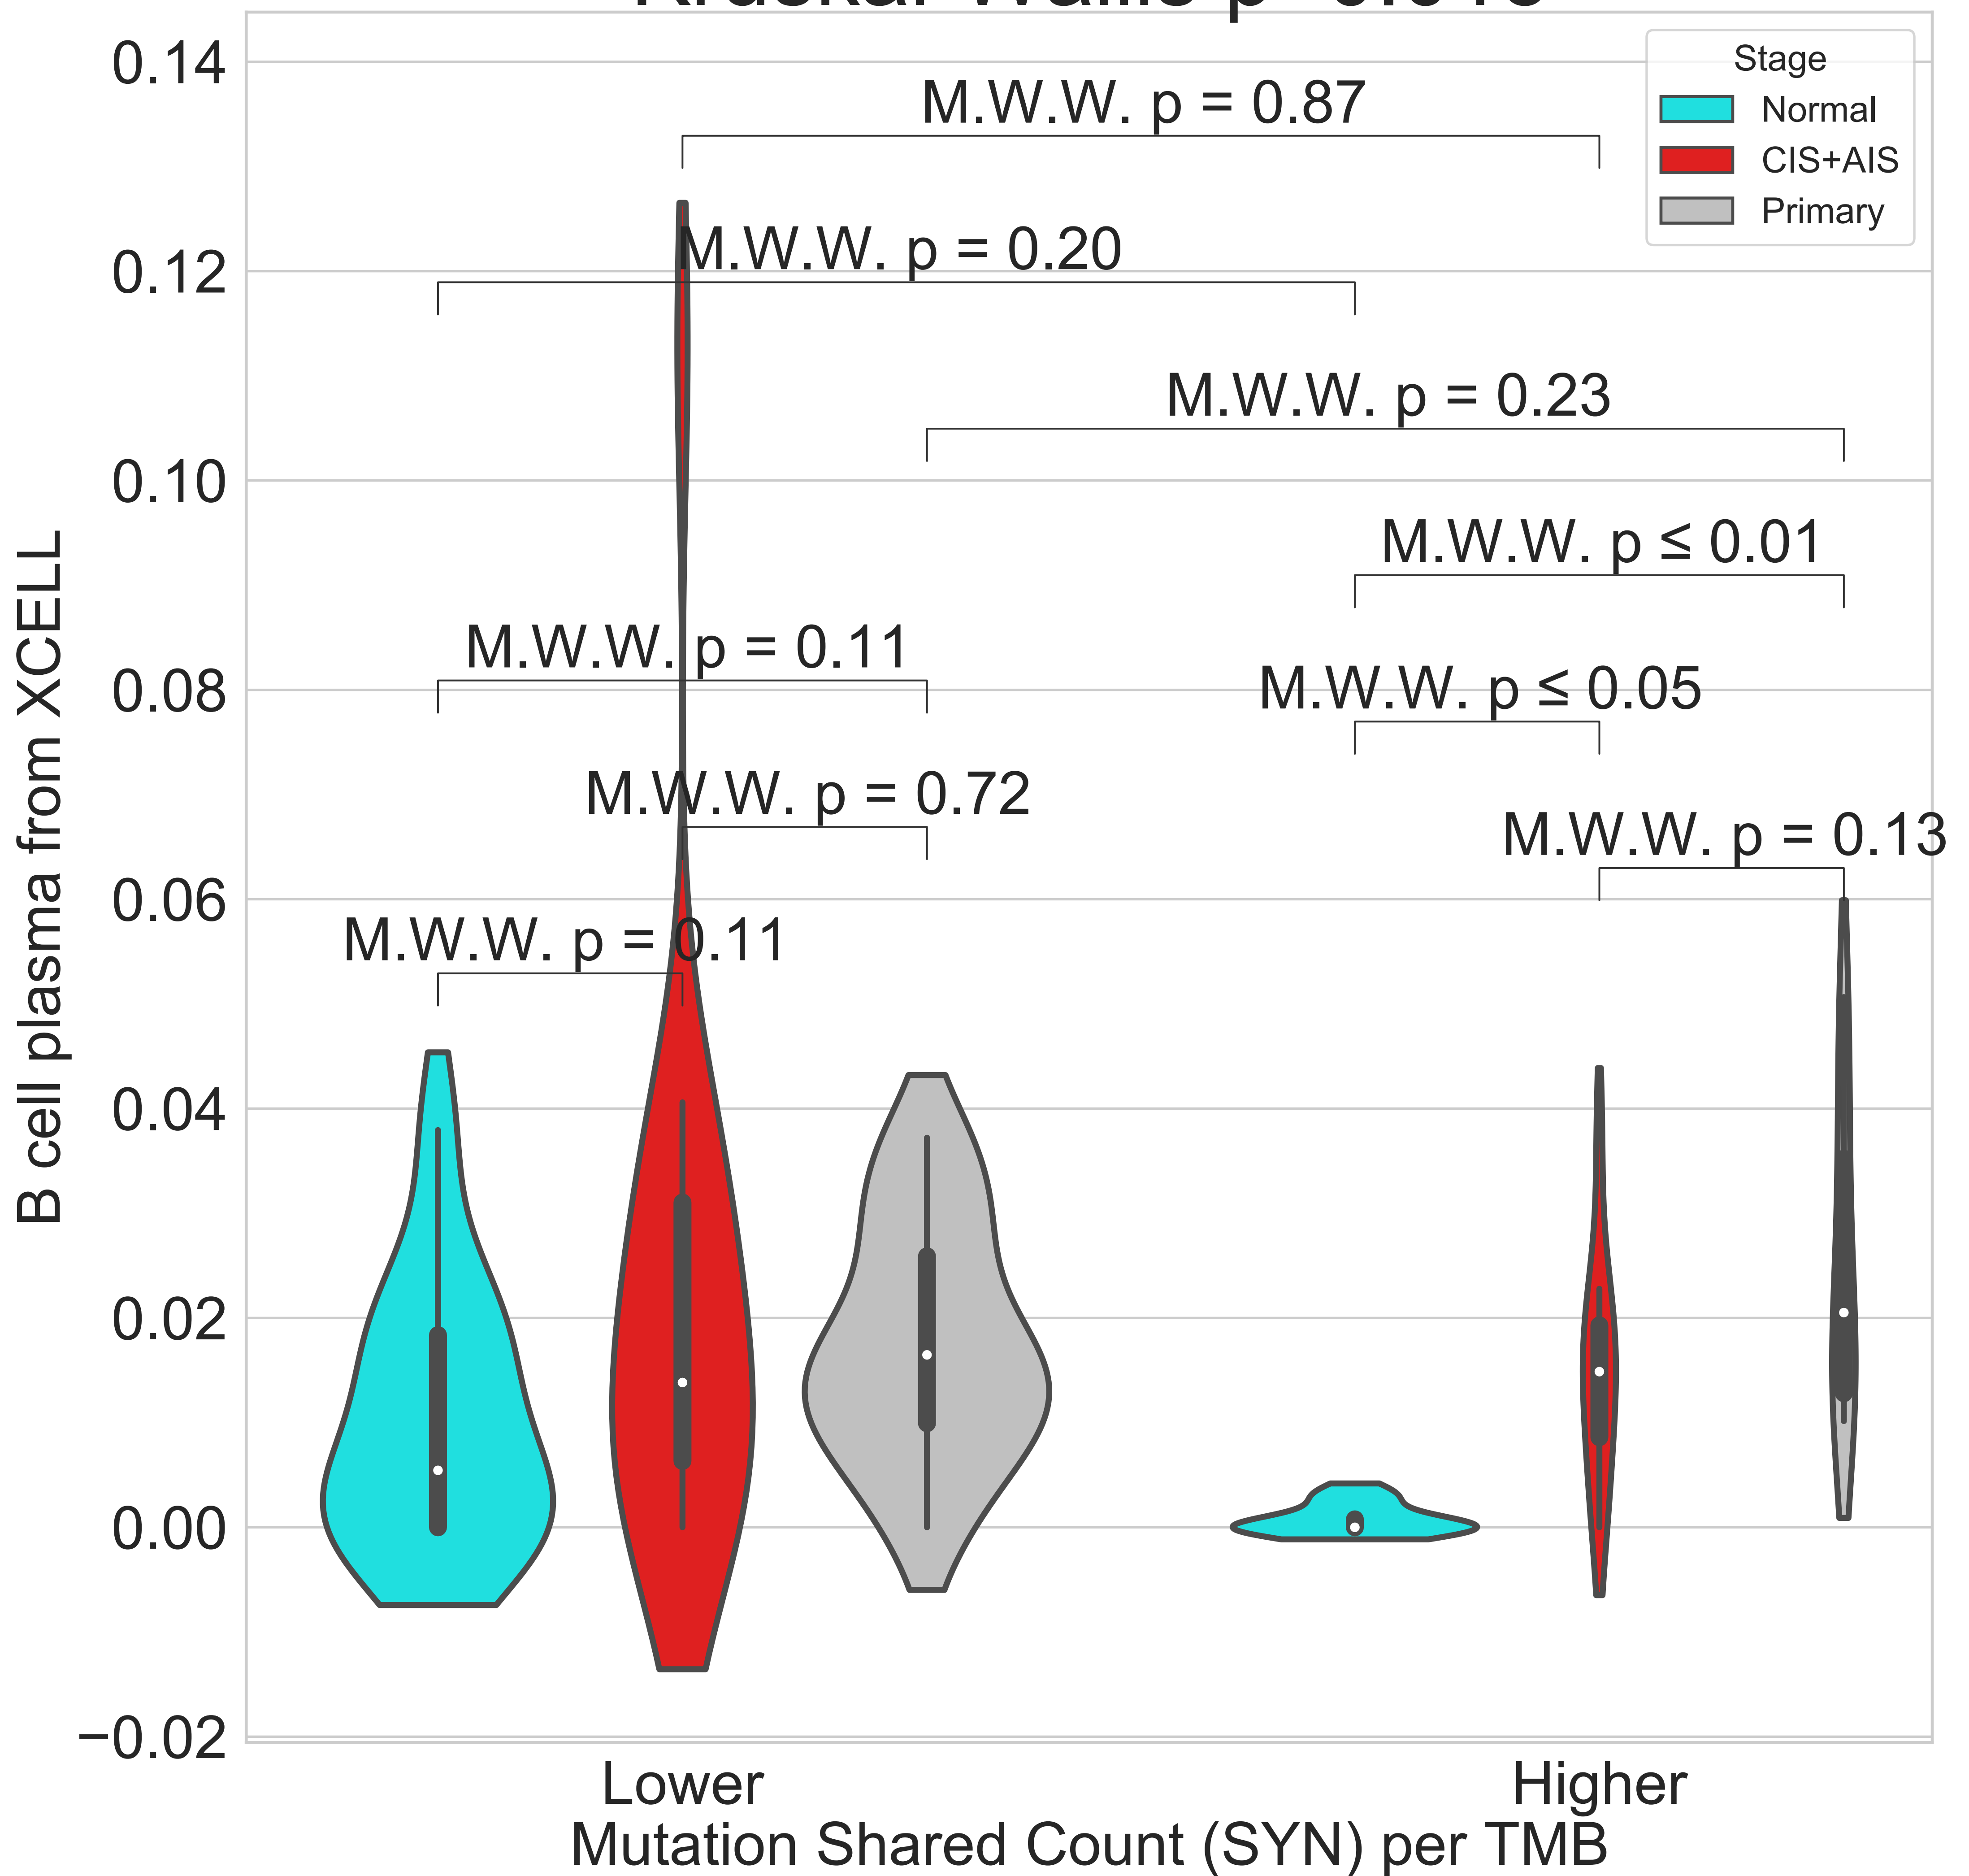 0.14
0.12
0.10
0.08
0.06
0.04
0.02
0.00
−0.02
B cell plasma from XCELL
Stage
Normal
CIS+AIS
Primary
M.W.W. p = 0.87
M.W.W. p = 0.20
M.W.W. p = 0.23
M.W.W. p ≤ 0.01
M.W.W. p = 0.11
M.W.W. p ≤ 0.05
M.W.W. p = 0.72
M.W.W. p = 0.13
M.W.W. p = 0.11
Lower
Higher
Mutation Shared Count (SYN) per TMB